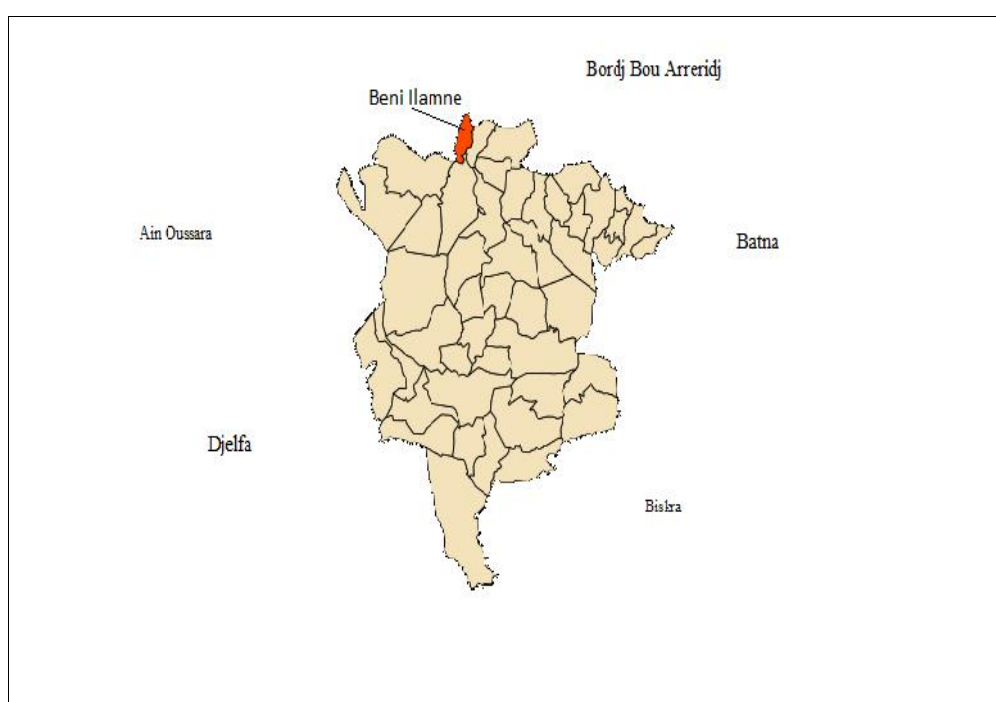 Bordj Bou Arreridj
Beni Ilamne
Ain Oussara
Batna
Djelfa
Biskra